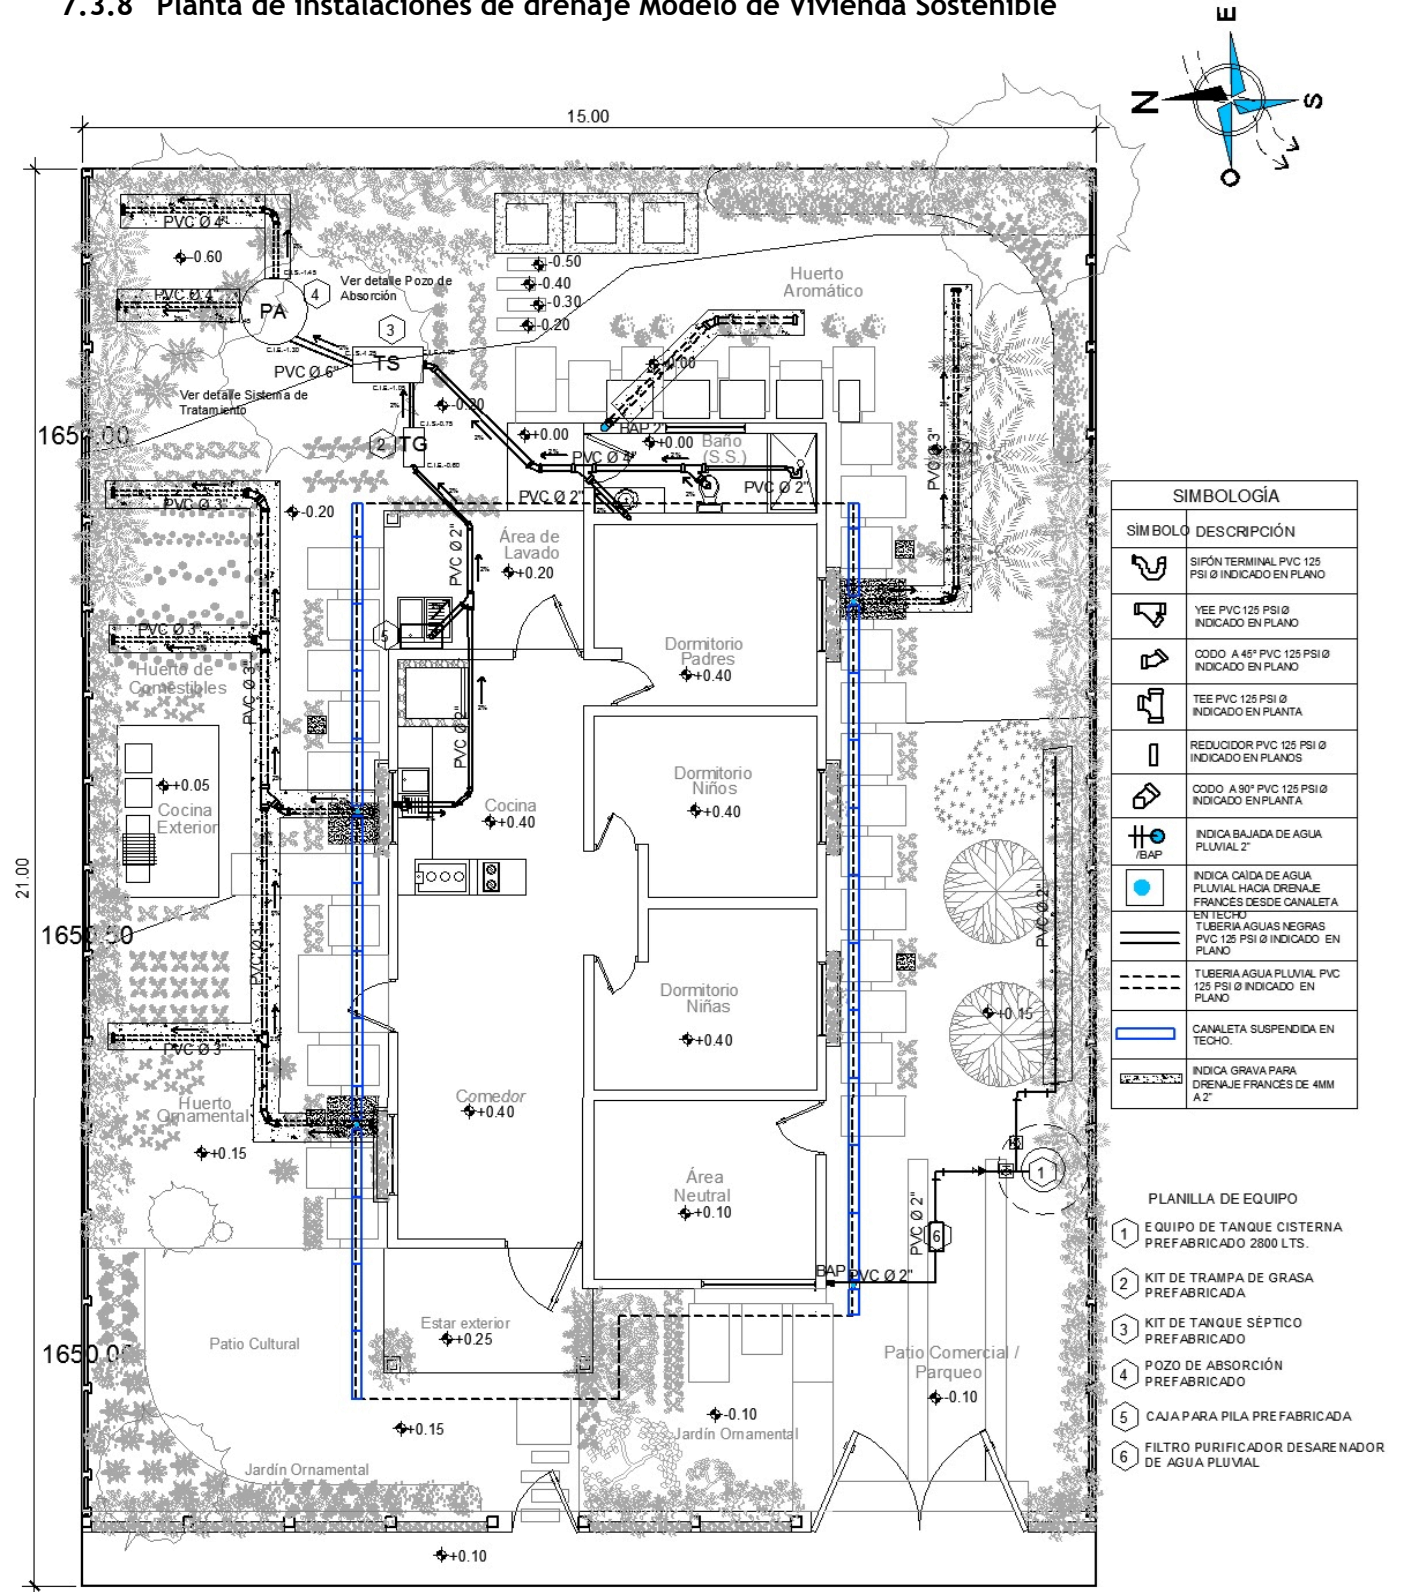 7.3.8 Planta de instalaciones de drenaje Modelo de Vivienda Sostenible
E
N
S
O
15.00
21.00
PVC Ø 4"
-0.60
C.I.S.-1.45
PVC Ø 4"
PA
4
Ver detalle Pozo de
Absorción
3
TS
PVC Ø 6"
C.I.E.-1.30
Ver detalle Sistema de
Tratamiento
2
TG
C.I.S.-0.75
C.I.E.-0.60
-0.50
-0.40
-0.30
-0.20
Huerto
Aromático
+0.00
BAP 2"
+0.00
Baño
(S.S.)
PVC Ø 4"
PVC Ø 2"
PVC Ø 2"
PVC Ø 3"
PVC Ø 3"
-0.20
PVC Ø 2"
Área de
Lavado
+0.20
5
PVC Ø 3"
Huerto de
Comestibles
PVC Ø 3"
Dormitorio
Padres
+0.40
PVC Ø 2"
+0.05
Cocina
Exterior
Cocina
+0.40
Dormitorio
Niños
+0.40
PVC Ø 2"
PVC Ø 3"
Dormitorio
Niñas
+0.40
+0.15
PVC Ø 3"
Huerto
Ornamental
+0.15
Comedor
+0.40
Área
Neutral
+0.10
1
PVC Ø 2"
6
BAP
PVC Ø 2"
Estar exterior
+0.25
Patio Cultural
Patio Comercial /
Parqueo
-0.10
+0.15
-0.10
Jardín Ornamental
Jardín Ornamental
+0.10
SIMBOLOGÍA
SÌMBOLO DESCRIPCIÓN
SIFÓN TERMINAL PVC 125
PSI Ø INDICADO EN PLANO
YEE PVC 125 PSI Ø
INDICADO EN PLANO
CODO A 45° PVC 125 PSI Ø
INDICADO EN PLANO
TEE PVC 125 PSI Ø
INDICADO EN PLANTA
REDUCIDOR PVC 125 PSI Ø
INDICADO EN PLANOS
CODO A 90° PVC 125 PSI Ø
INDICADO EN PLANTA
/BAP
INDICA BAJADA DE AGUA
PLUVIAL 2"
INDICA CAÌDA DE AGUA
PLUVIAL HACIA DRENAJE
FRANCÉS DESDE CANALETA
EN TECHO
TUBERIA AGUAS NEGRAS
PVC 125 PSI Ø INDICADO EN
PLANO
TUBERIA AGUA PLUVIAL PVC
125 PSI Ø INDICADO EN
PLANO
CANALETA SUSPENDIDA EN
TECHO.
INDICA GRAVA PARA
DRENAJE FRANCÉS DE 4MM
A 2"
PLANILLA DE EQUIPO
1 EQUIPO DE TANQUE CISTERNA
PREFABRICADO 2800 LTS.
2 KIT DE TRAMPA DE GRASA
PREFABRICADA
3 KIT DE TANQUE SÉPTICO
PREFABRICADO
4 POZO DE ABSORCIÓN
PREFABRICADO
5 CAJA PARA PILA PREFABRICADA
6 FILTRO PURIFICADOR DESARENADOR
DE AGUA PLUVIAL